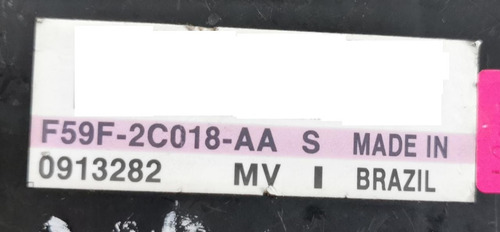 F59F-2C018-AA S MADE IN
0913282 MV I BRAZIL